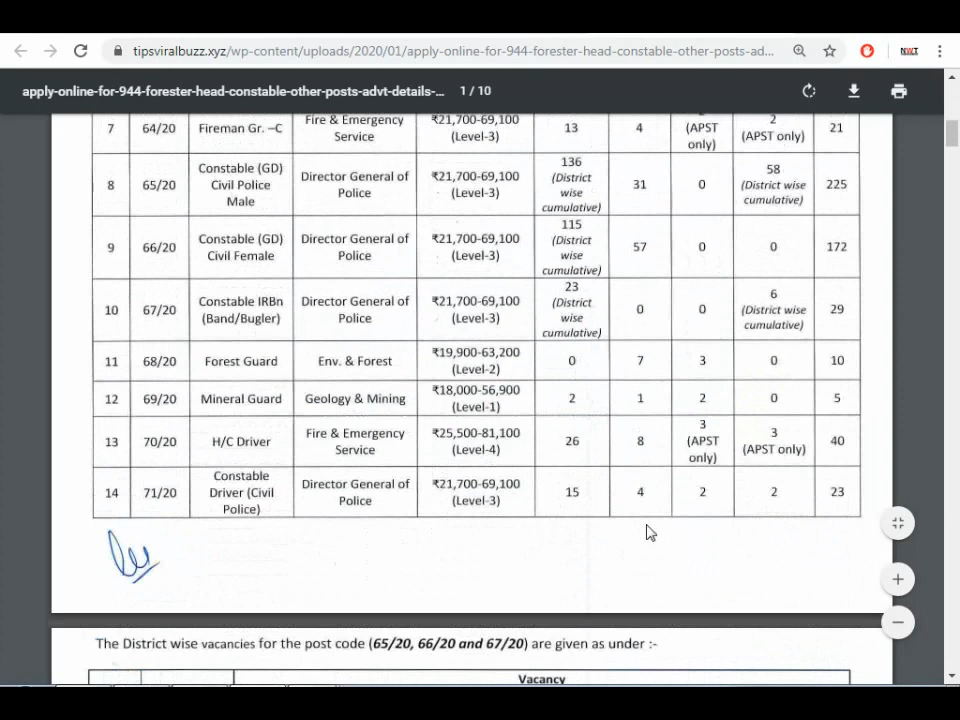 tipsviralbuzz.xyz/wp-content/uploads/2020/01/apply-online-for-944-forester-head-constable-other-posts-ad...
NWT
apply-online-for-944-forester-head-constable-other-posts-advt-details-... 1 / 10
7 64/20 Fireman Gr. –C Fire & Emergency Service ₹21,700-69,100 (Level-3) 13 4 (APST only) 2 (APST only) 21
8 65/20 Constable (GD) Civil Police Male Director General of Police ₹21,700-69,100 (Level-3) 136 (District wise cumulative) 31 0 58 (District wise cumulative) 225
9 66/20 Constable (GD) Civil Female Director General of Police ₹21,700-69,100 (Level-3) 115 (District wise cumulative) 57 0 0 172
10 67/20 Constable IRBn (Band/Bugler) Director General of Police ₹21,700-69,100 (Level-3) 23 (District wise cumulative) 0 0 6 (District wise cumulative) 29
11 68/20 Forest Guard Env. & Forest ₹19,900-63,200 (Level-2) 0 7 3 0 10
12 69/20 Mineral Guard Geology & Mining ₹18,000-56,900 (Level-1) 2 1 2 0 5
13 70/20 H/C Driver Fire & Emergency Service ₹25,500-81,100 (Level-4) 26 8 3 (APST only) 3 (APST only) 40
14 71/20 Constable Driver (Civil Police) Director General of Police ₹21,700-69,100 (Level-3) 15 4 2 2 23
The District wise vacancies for the post code (65/20, 66/20 and 67/20) are given as under :-
Vacancy